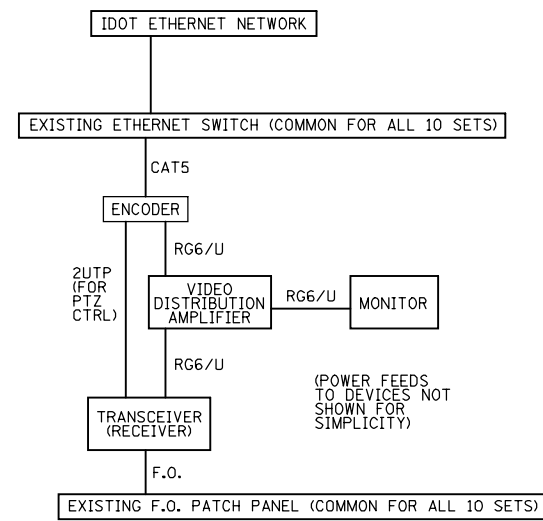 IDOT ETHERNET NETWORK
EXISTING ETHERNET SWITCH (COMMON FOR ALL 10 SETS)
CAT5
ENCODER
RG6/U
2UTP
(FOR
PTZ
CTRL)
VIDEO
DISTRIBUTION
AMPLIFIER
RG6/U
MONITOR
RG6/U
(POWER FEEDS
TO DEVICES NOT
SHOWN FOR
SIMPLICITY)
TRANSCEIVER
(RECEIVER)
F.O.
EXISTING F.O. PATCH PANEL (COMMON FOR ALL 10 SETS)